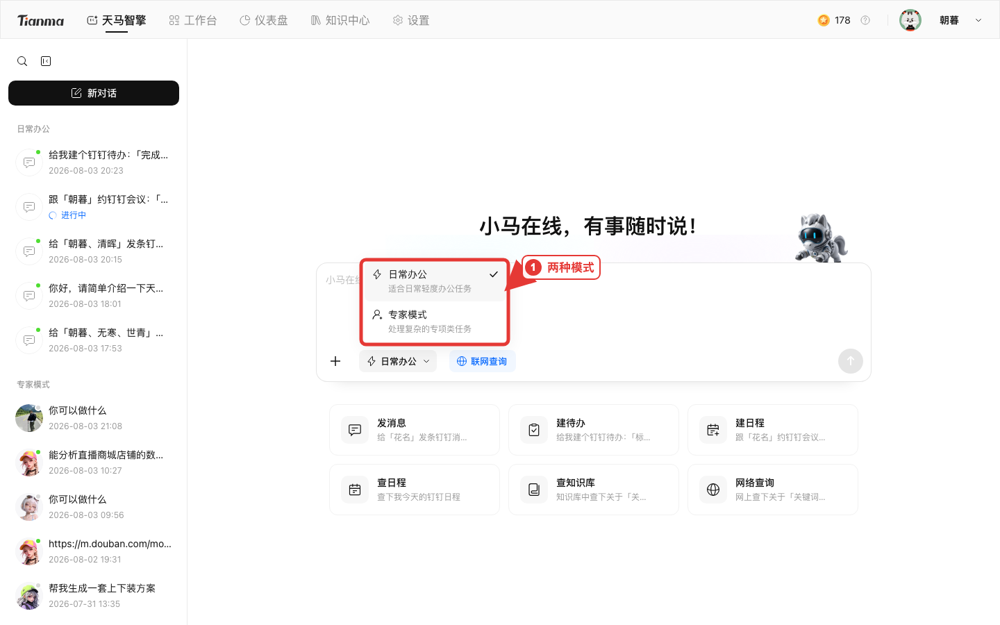 Tianma
天马智擎
工作台
仪表盘
知识中心
设置
178
朝暮
新对话
日常办公
给我建个钉钉待办：「完成...
2026-08-03 20:23
跟「朝暮」约钉钉会议：「...
进行中
给「朝暮、清晖」发条钉...
2026-08-03 20:15
你好，请简单介绍一下天...
2026-08-03 18:01
给「朝暮、无寒、世青」...
2026-08-03 17:53
专家模式
你可以做什么
2026-08-03 21:08
能分析直播商城店铺的数...
2026-08-03 10:27
你可以做什么
2026-08-03 09:56
https://m.douban.com/mo...
2026-08-02 19:31
帮我生成一套上下装方案
2026-07-31 13:35
小马在线，有事随时说！
小马在
日常办公
适合日常轻度办公任务
专家模式
处理复杂的专项类任务
1 两种模式
日常办公
联网查询
发消息
给「花名」发条钉钉消...
建待办
给我建个钉钉待办：「标...
建日程
跟「花名」约钉钉会议...
查日程
查下我今天的钉钉日程
查知识库
知识库中查下关于「关...
网络查询
网上查下关于「关键词...